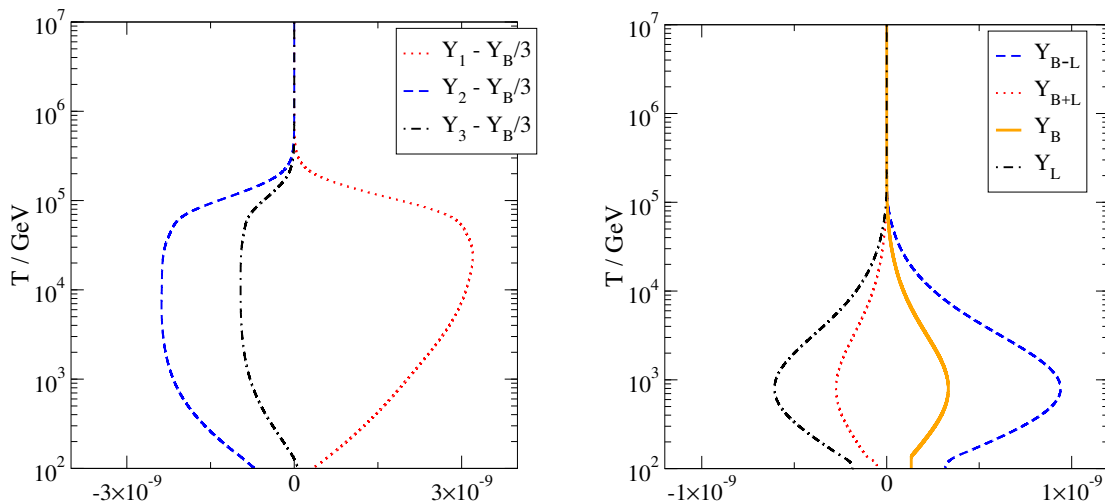 10^7
10^6
10^5
10^4
10^3
10^2
T / GeV
-3×10^-9
0
3×10^-9
Y_1 - Y_B/3
Y_2 - Y_B/3
Y_3 - Y_B/3
10^7
10^6
10^5
10^4
10^3
10^2
T / GeV
-1×10^-9
0
1×10^-9
Y_B-L
Y_B+L
Y_B
Y_L